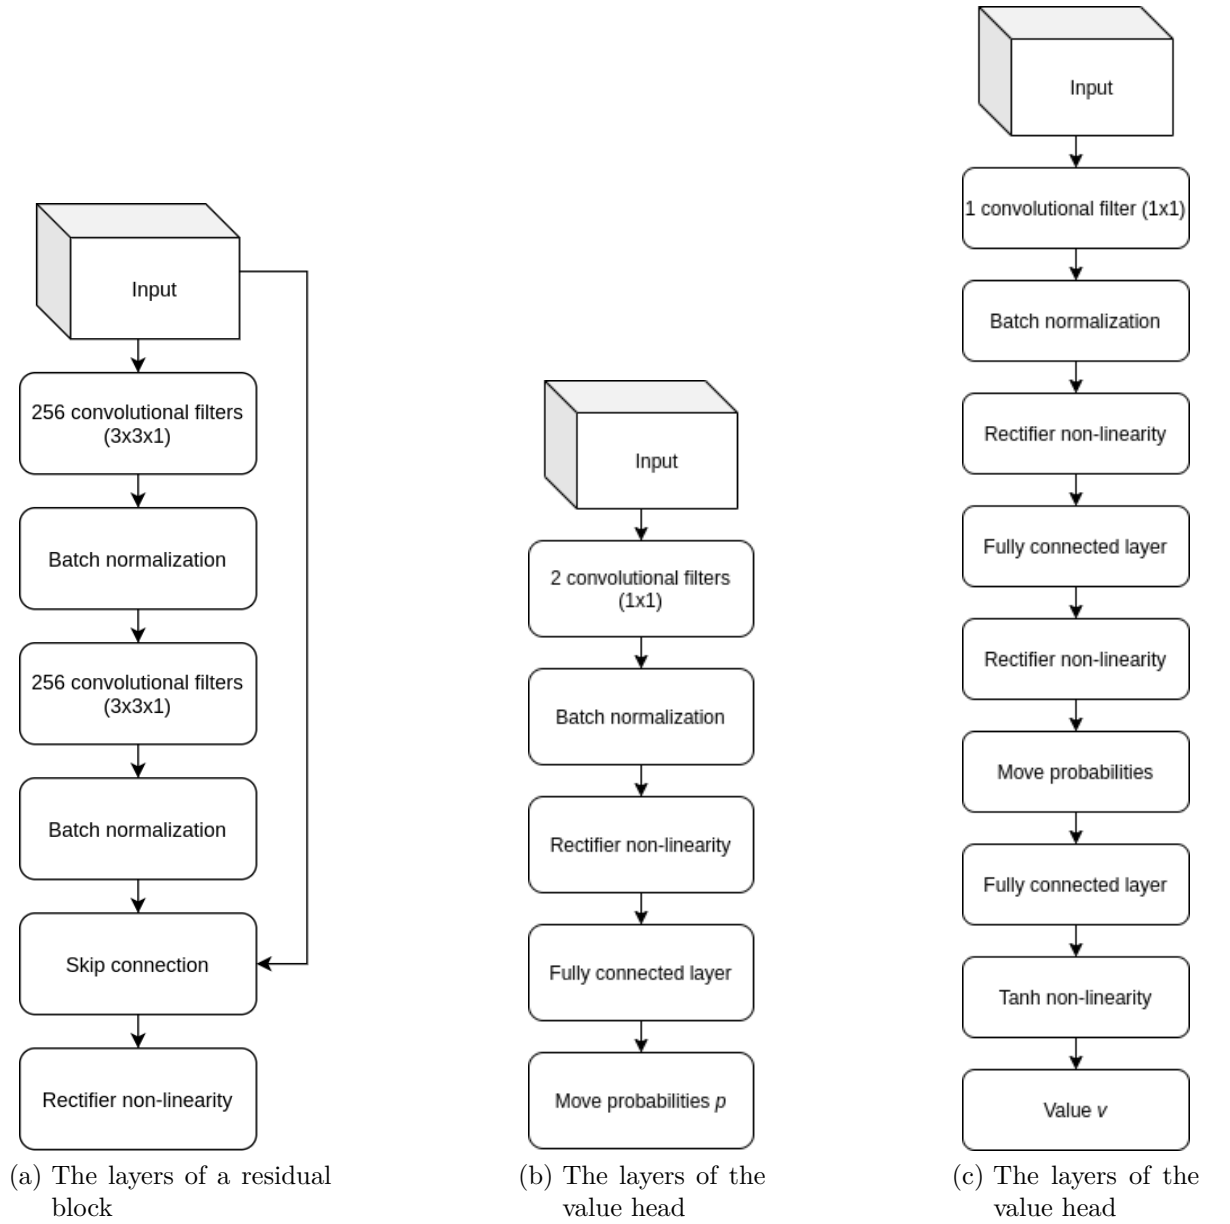 Input
256 convolutional filters
(3x3x1)
Batch normalization
256 convolutional filters
(3x3x1)
Batch normalization
Skip connection
Rectifier non-linearity
(a) The layers of a residual
block
Input
2 convolutional filters
(1x1)
Batch normalization
Rectifier non-linearity
Fully connected layer
Move probabilities p
(b) The layers of the
value head
Input
1 convolutional filter (1x1)
Batch normalization
Rectifier non-linearity
Fully connected layer
Rectifier non-linearity
Move probabilities
Fully connected layer
Tanh non-linearity
Value v
(c) The layers of the
value head